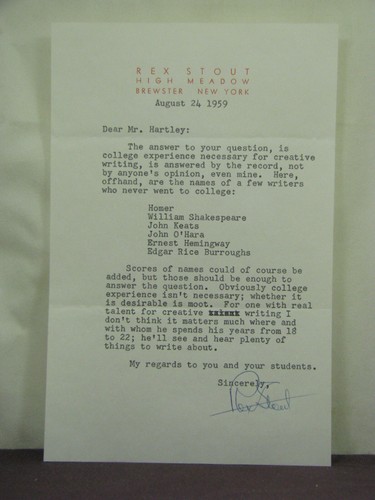 REX STOUT
HIGH MEADOW
BREWSTER NEW YORK
August 24 1959
Dear Mr. Hartley:
The answer to your question, is
college experience necessary for creative
writing, is answered by the record, not
by anyone's opinion, even mine. Here,
offhand, are the names of a few writers
who never went to college:
Homer
William Shakespeare
John Keats
John O'Hara
Ernest Hemingway
Edgar Rice Burroughs
Scores of names could of course be
added, but those should be enough to
answer the question. Obviously college
experience isn't necessary; whether it
is desirable is moot. For one with real
talent for creative writing I
don't think it matters much where and
with whom he spends his years from 18
to 22; he'll see and hear plenty of
things to write about.
My regards to you and your students.
Sincerely,
Rex Stout